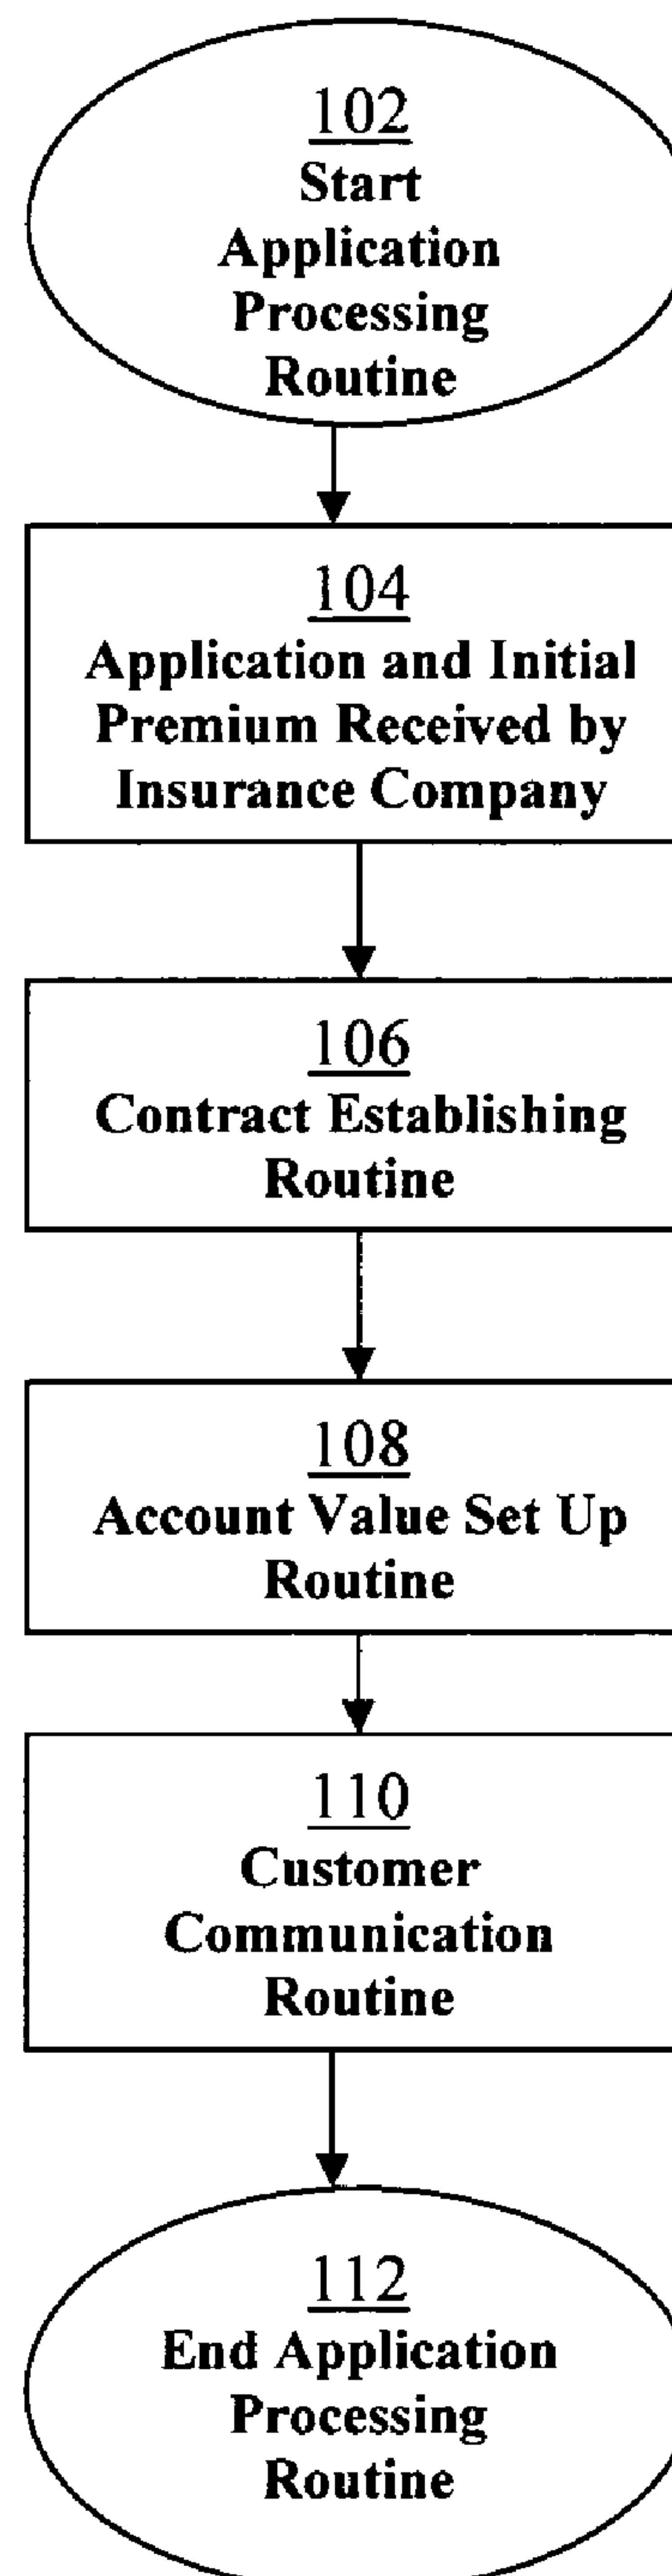 102
Start
Application
Processing
Routine
104
Application and Initial
Premium Received by
Insurance Company
106
Contract Establishing
Routine
108
Account Value Set Up
Routine
110
Customer
Communication
Routine
112
End Application
Processing
Routine